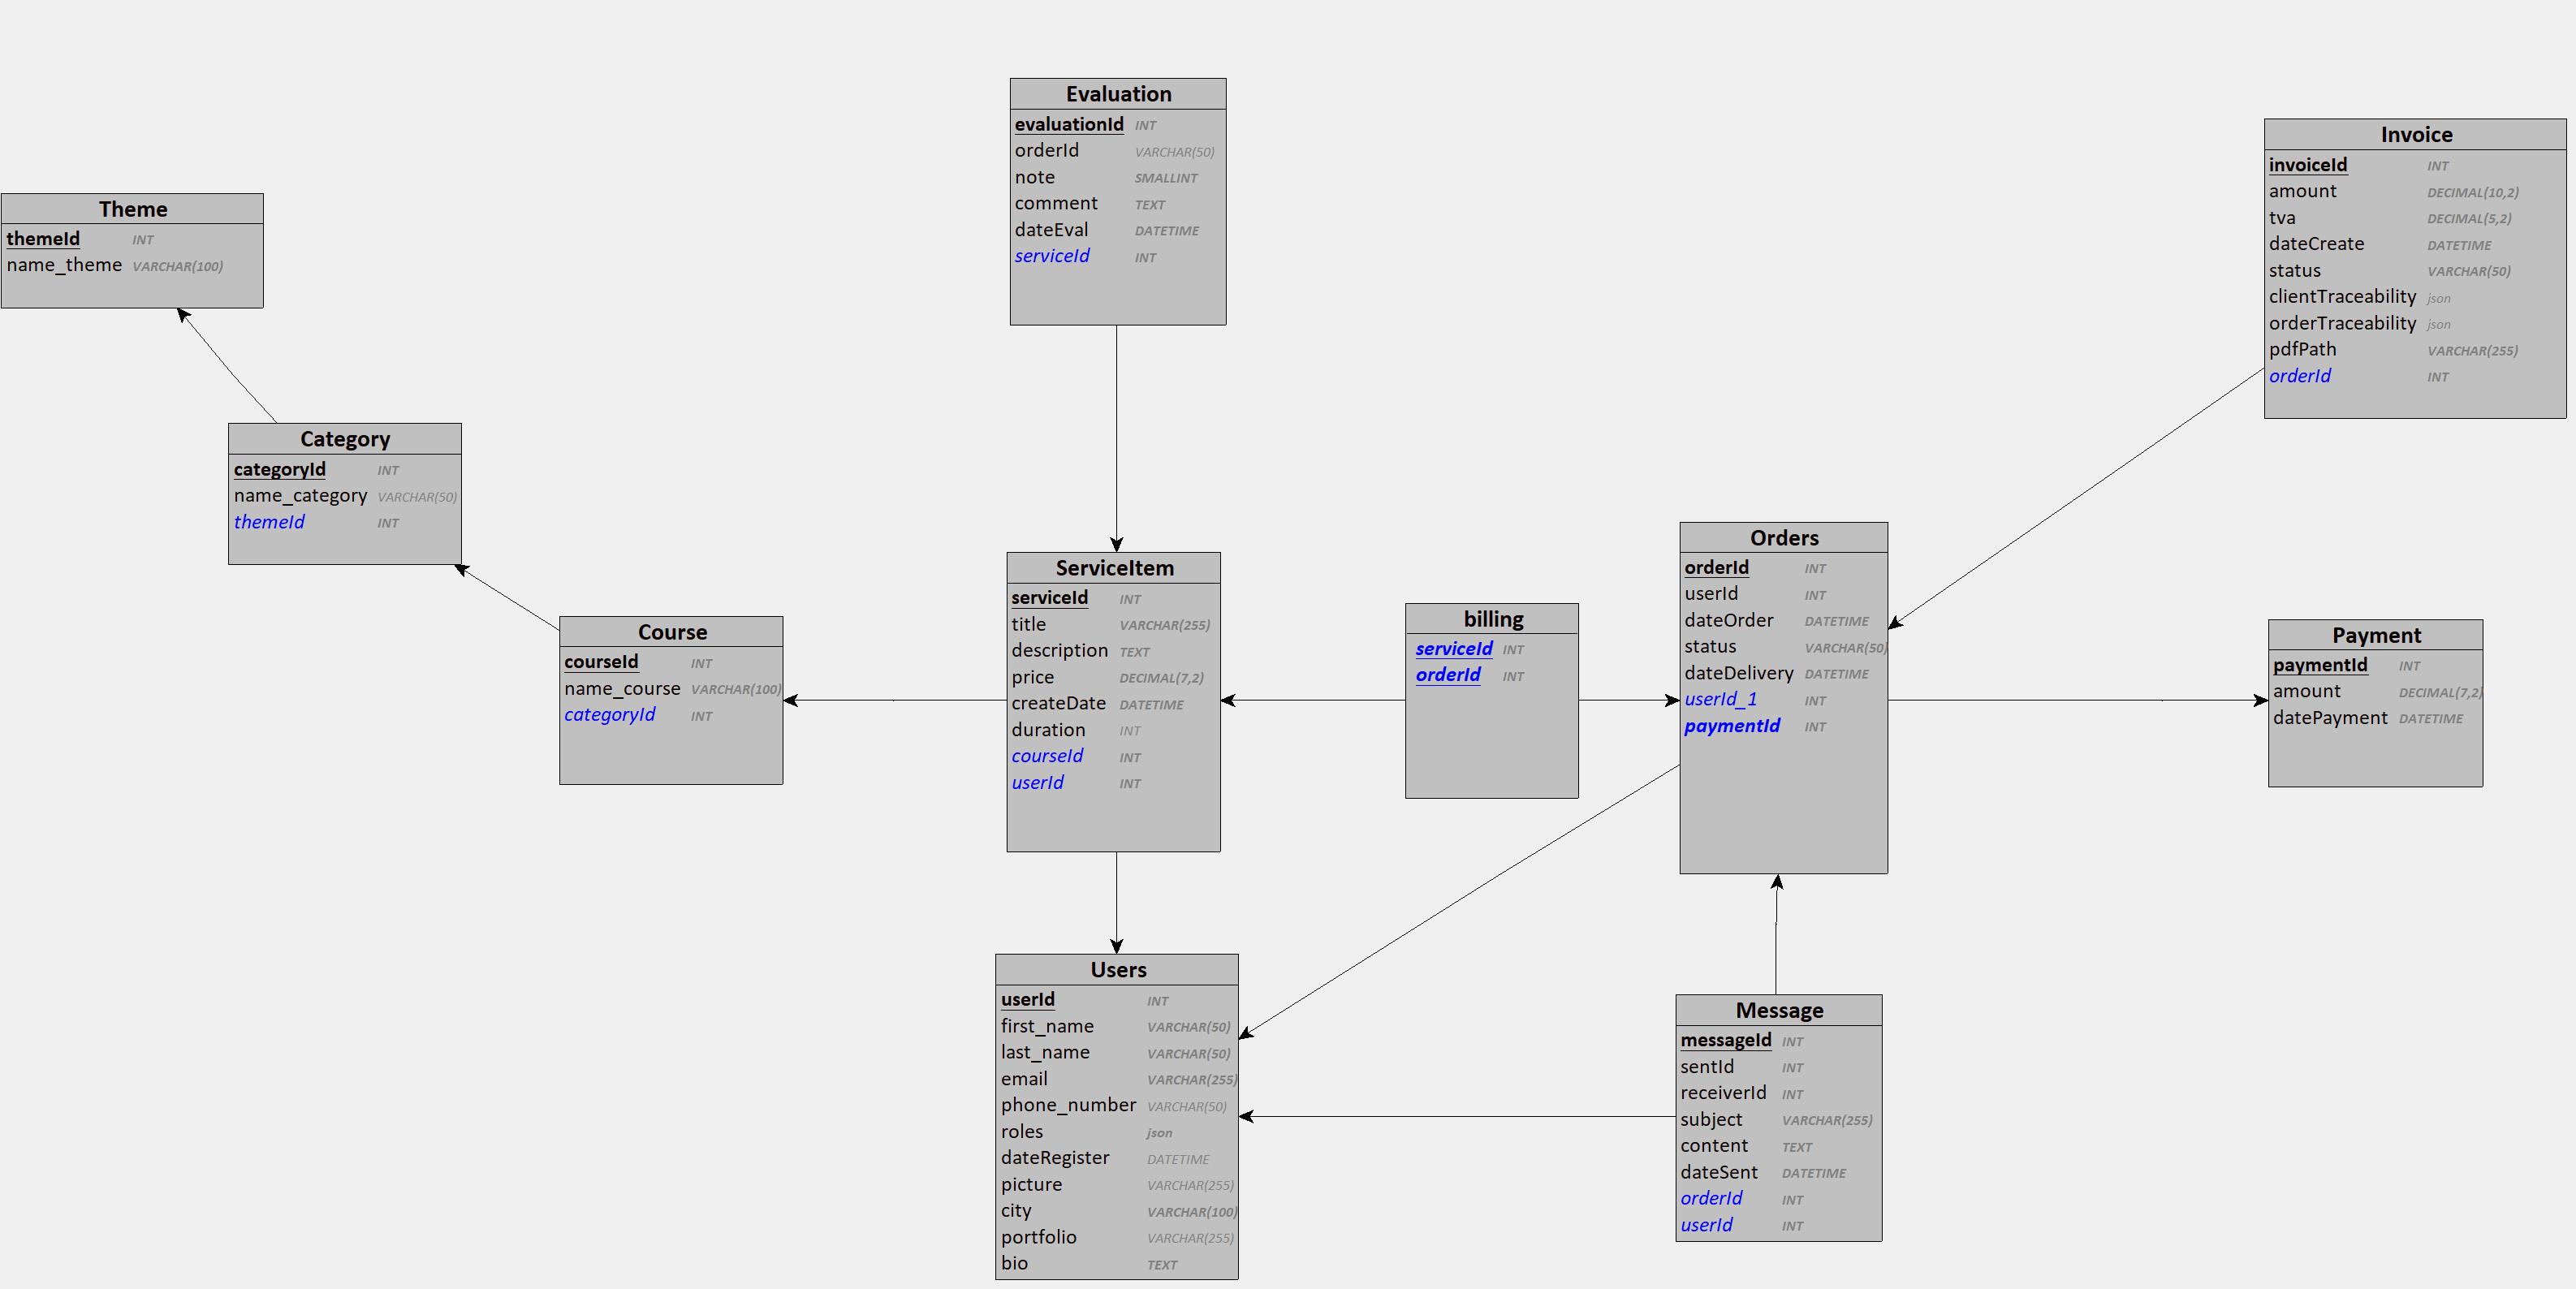 Evaluation
evaluationId INT
orderId VARCHAR(50)
note SMALLINT
comment TEXT
dateEval DATETIME
serviceId INT
Invoice
invoiceId INT
amount DECIMAL(10,2)
tva DECIMAL(5,2)
dateCreate DATETIME
status VARCHAR(50)
clientTraceability json
orderTraceability json
pdfPath VARCHAR(255)
orderId INT
Theme
themeId INT
name_theme VARCHAR(100)
Category
categoryId INT
name_category VARCHAR(50)
themeId INT
Course
courseId INT
name_course VARCHAR(100)
categoryId INT
ServiceItem
serviceId INT
title VARCHAR(255)
description TEXT
price DECIMAL(7,2)
createDate DATETIME
duration INT
courseId INT
userId INT
billing
serviceId INT
orderId INT
Orders
orderId INT
userId INT
dateOrder DATETIME
status VARCHAR(50)
dateDelivery DATETIME
userId_1 INT
paymentId INT
Payment
paymentId INT
amount DECIMAL(7,2)
datePayment DATETIME
Users
userId INT
first_name VARCHAR(50)
last_name VARCHAR(50)
email VARCHAR(255)
phone_number VARCHAR(50)
roles json
dateRegister DATETIME
picture VARCHAR(255)
city VARCHAR(100)
portfolio VARCHAR(255)
bio TEXT
Message
messageId INT
sentId INT
receiverId INT
subject VARCHAR(255)
content TEXT
dateSent DATETIME
orderId INT
userId INT